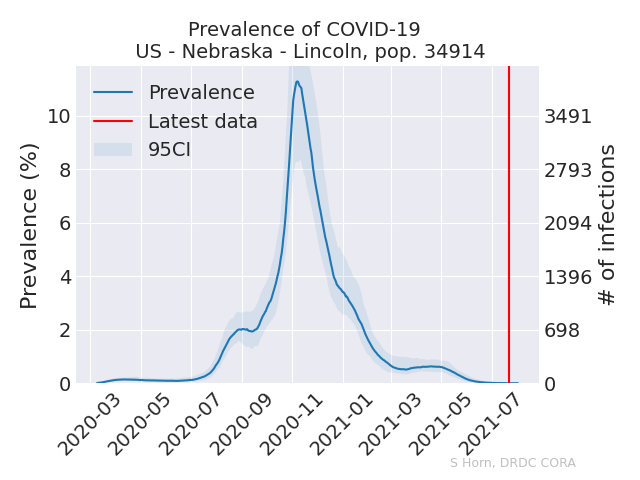 Prevalence of COVID-19
US - Nebraska - Lincoln, pop. 34914
Prevalence
Latest data
95CI
Prevalence (%)
10
8
6
4
2
0
3491
2793
2094
1396
698
0
# of infections
2020-03
2020-05
2020-07
2020-09
2020-11
2021-01
2021-03
2021-05
2021-07
S Horn, DRDC CORA